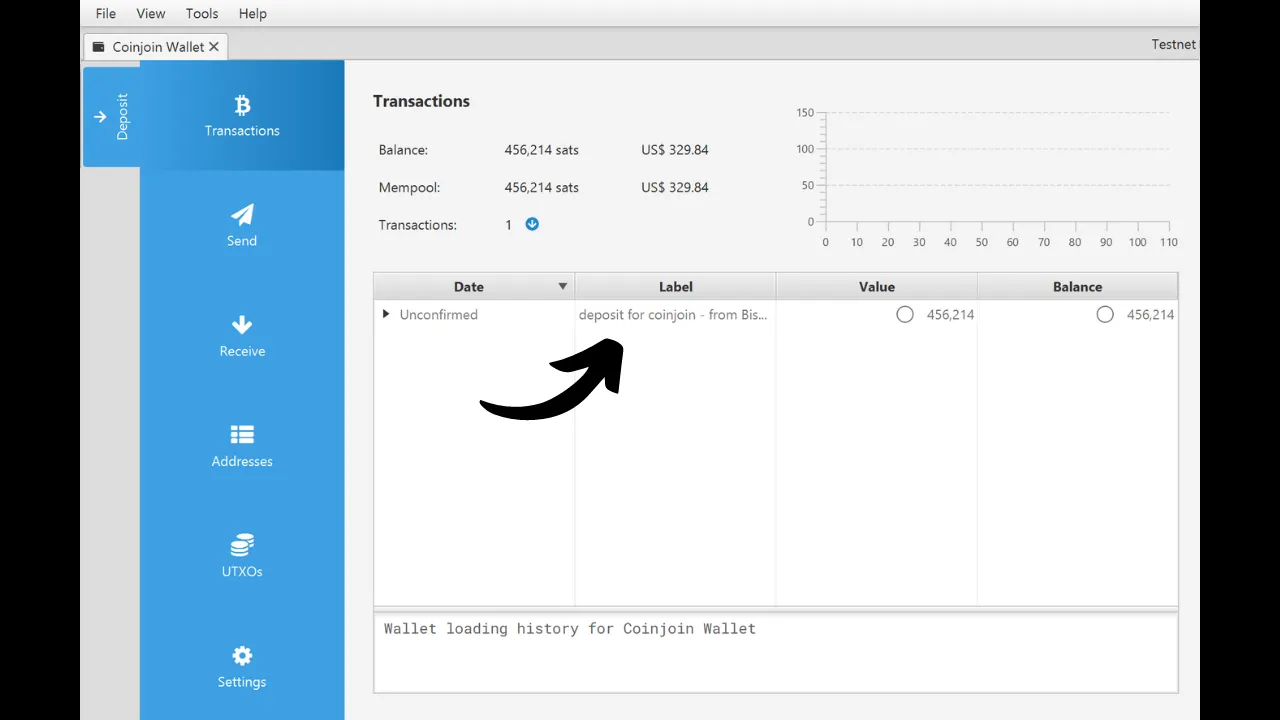 File View Tools Help
Coinjoin Wallet
Testnet
Deposit
Transactions
Send
Receive
Addresses
UTXOs
Settings
Transactions
Balance: 456,214 sats US$ 329.84
Mempool: 456,214 sats US$ 329.84
Transactions: 1
150
100
50
0
0 10 20 30 40 50 60 70 80 90 100 110
Date Label Value Balance
Unconfirmed deposit for coinjoin - from Bis... 456,214 456,214
Wallet loading history for Coinjoin Wallet